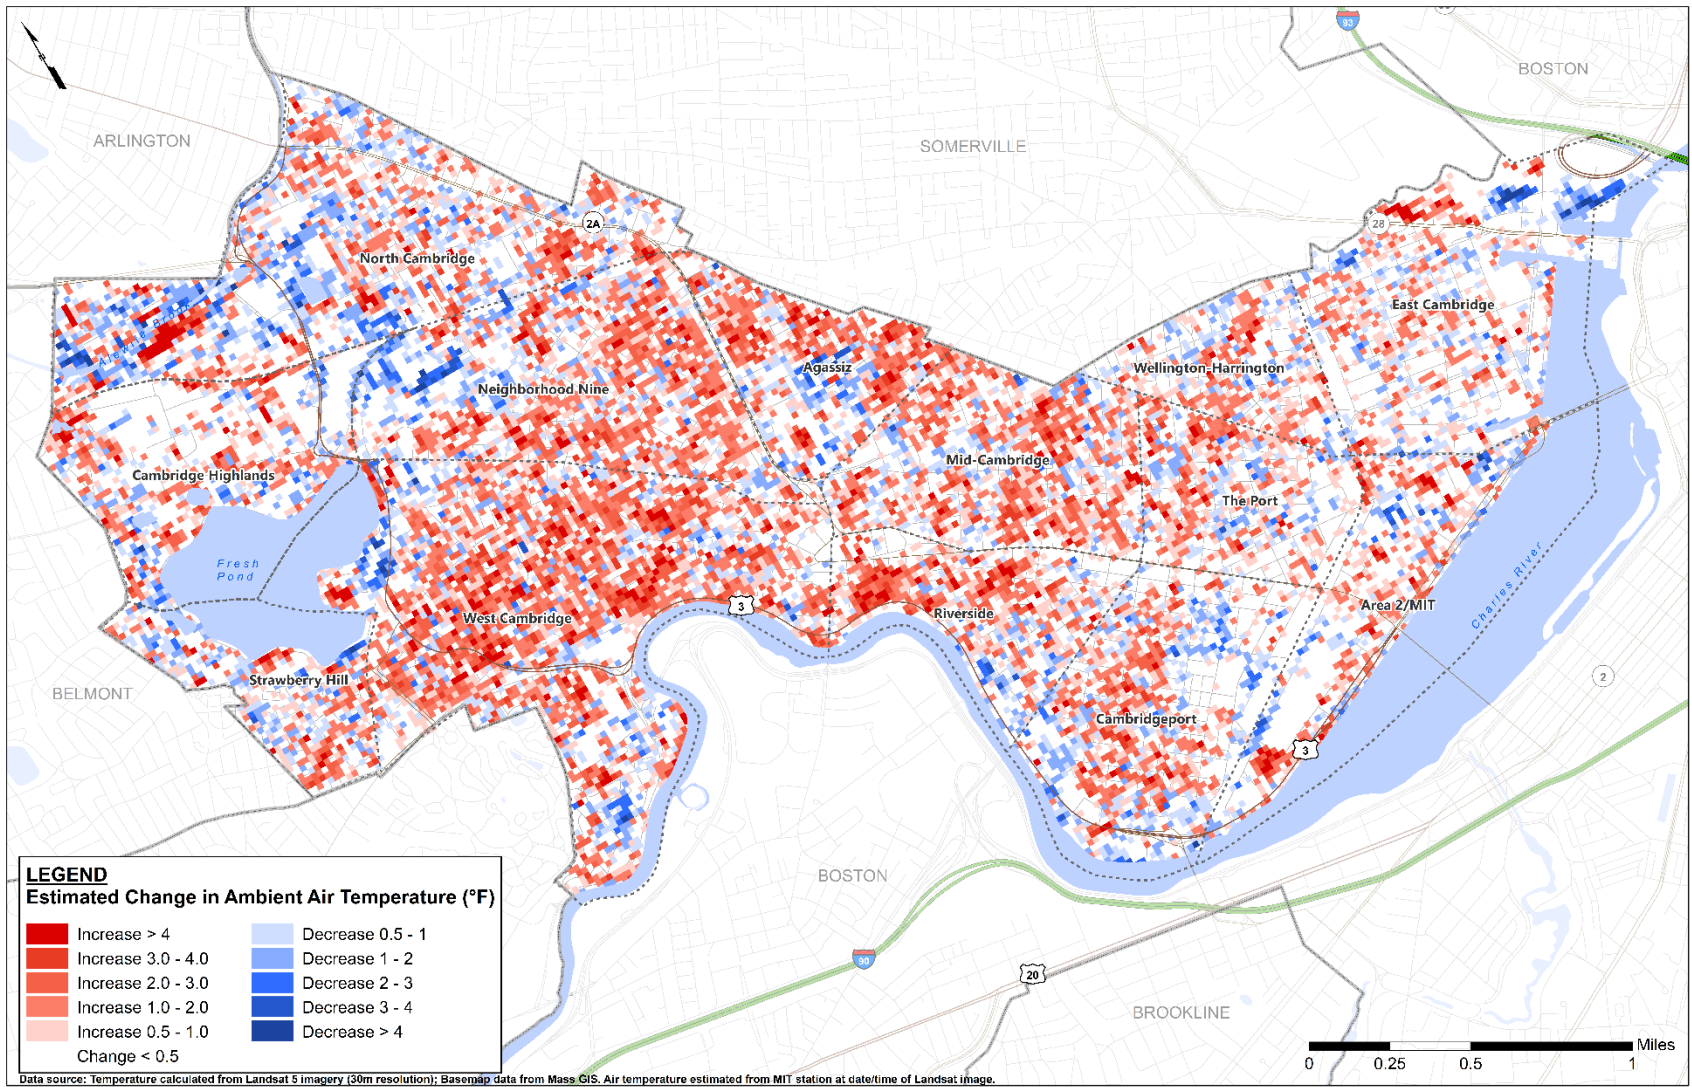 93
BOSTON
ARLINGTON
SOMERVILLE
2A
28
North Cambridge
East Cambridge
Alewife Brook
Agassiz
Wellington-Harrington
Neighborhood Nine
Mid-Cambridge
Cambridge Highlands
The Port
Fresh
Pond
Charles River
3
Area 2/MIT
West Cambridge
Riverside
Strawberry Hill
BELMONT
2
Cambridgeport
3
BOSTON
90
20
BROOKLINE
LEGEND
Estimated Change in Ambient Air Temperature (°F)
Increase > 4
Decrease 0.5 - 1
Increase 3.0 - 4.0
Decrease 1 - 2
Increase 2.0 - 3.0
Decrease 2 - 3
Increase 1.0 - 2.0
Decrease 3 - 4
Increase 0.5 - 1.0
Decrease > 4
Change < 0.5
Miles
0 0.25 0.5 1
Data source: Temperature calculated from Landsat 5 imagery (30m resolution); Basemap data from Mass GIS. Air temperature estimated from MIT station at date/time of Landsat image.